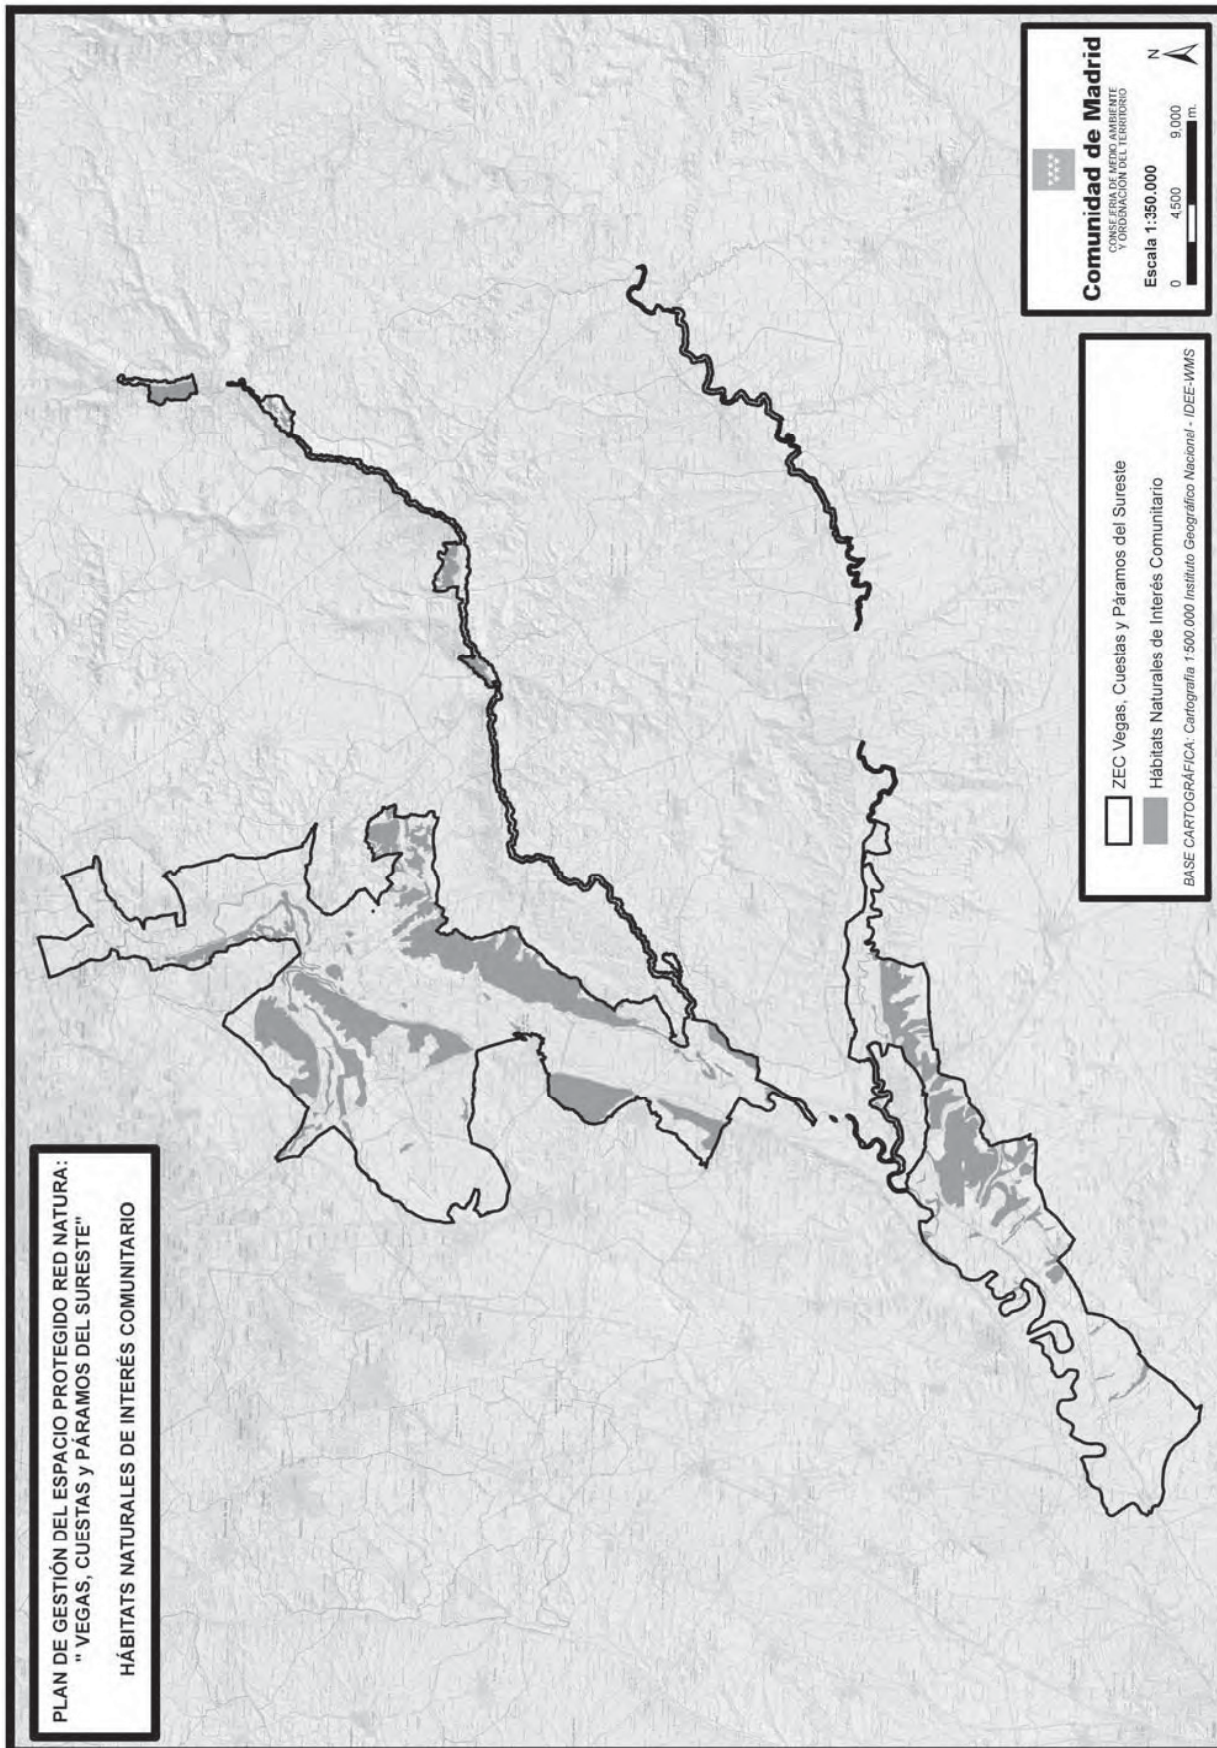 PLAN DE GESTIÓN DEL ESPACIO PROTEGIDO RED NATURA:
" VEGAS, CUESTAS y PÁRAMOS DEL SURESTE"
HÁBITATS NATURALES DE INTERÉS COMUNITARIO
ZEC Vegas, Cuestas y Páramos del Sureste
Hábitats Naturales de Interés Comunitario
BASE CARTOGRÁFICA: Cartografía 1:500.000 Instituto Geográfico Nacional - IDEE-WMS
Comunidad de Madrid
CONSEJERIA DE MEDIO AMBIENTE
Y ORDENACIÓN DEL TERRITORIO
Escala 1:350.000
N
0 4.500 9.000
m.